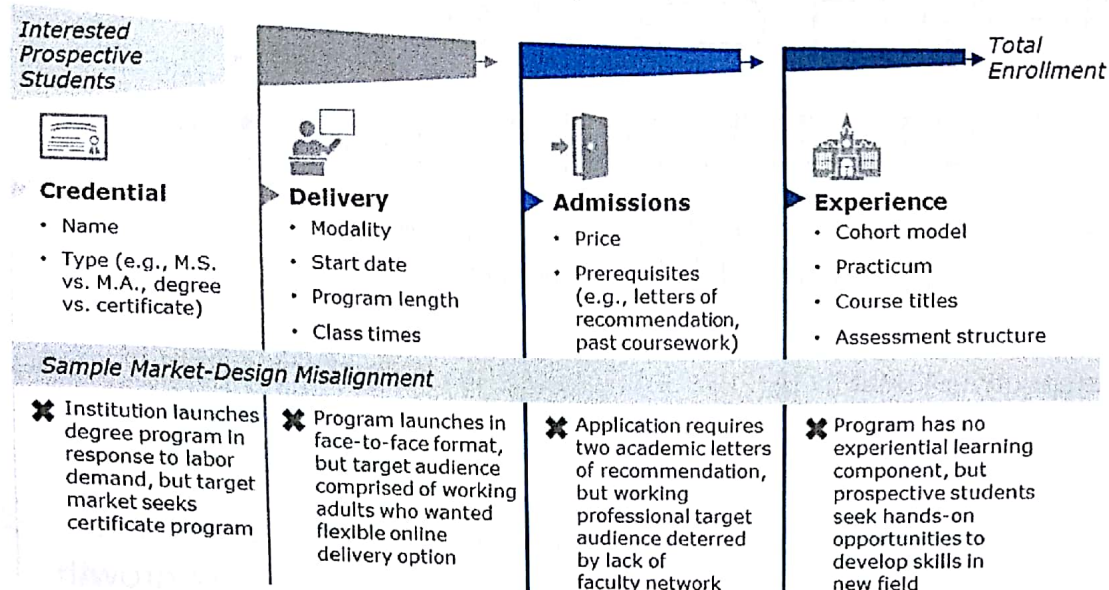 Interested
Prospective
Students
Total
Enrollment
Credential
• Name
• Type (e.g., M.S.
vs. M.A., degree
vs. certificate)
Delivery
• Modality
• Start date
• Program length
• Class times
Admissions
• Price
• Prerequisites
(e.g., letters of
recommendation,
past coursework)
Experience
• Cohort model
• Practicum
• Course titles
• Assessment structure
Sample Market-Design Misalignment
Institution launches
degree program in
response to labor
demand, but target
market seeks
certificate program
Program launches in
face-to-face format,
but target audience
comprised of working
adults who wanted
flexible online
delivery option
Application requires
two academic letters
of recommendation,
but working
professional target
audience deterred
by lack of
faculty network
Program has no
experiential learning
component, but
prospective students
seek hands-on
opportunities to
develop skills in
new field